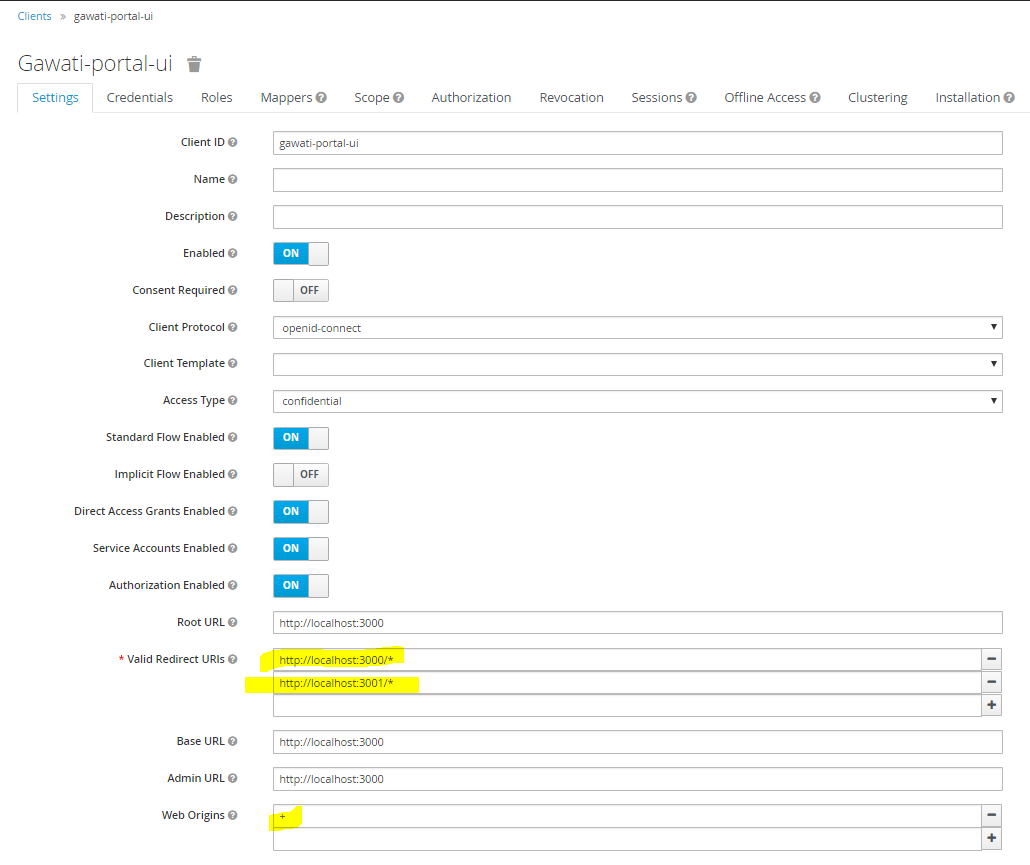 Clients » gawati-portal-ui
Gawati-portal-ui
Settings Credentials Roles Mappers Scope Authorization Revocation Sessions Offline Access Clustering Installation
Client ID gawati-portal-ui
Name
Description
Enabled ON
Consent Required OFF
Client Protocol openid-connect
Client Template
Access Type confidential
Standard Flow Enabled ON
Implicit Flow Enabled OFF
Direct Access Grants Enabled ON
Service Accounts Enabled ON
Authorization Enabled ON
Root URL http://localhost:3000
* Valid Redirect URIs http://localhost:3000/*
http://localhost:3001/*
Base URL http://localhost:3000
Admin URL http://localhost:3000
Web Origins +